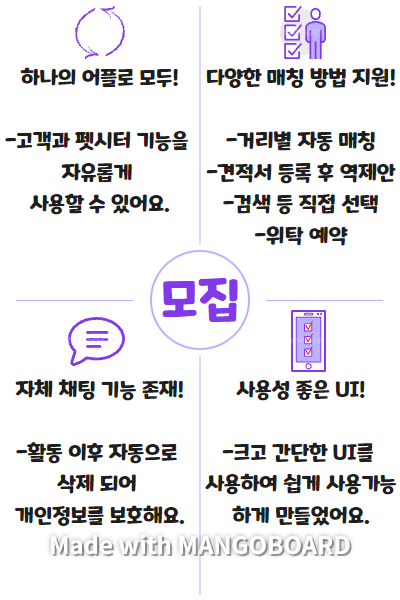 하나의 어플로 모두!
-고객과 펫시터 기능을
자유롭게
사용할 수 있어요.
다양한 매칭 방법 지원!
-거리별 자동 매칭
-견적서 등록 후 역제안
-검색 등 직접 선택
-위탁 예약
모집
자체 채팅 기능 존재!
-활동 이후 자동으로
삭제 되어
개인정보를 보호해요.
사용성 좋은 UI!
-크고 간단한 UI를
사용하여 쉽게 사용가능
하게 만들었어요.
Made with MANGOBOARD